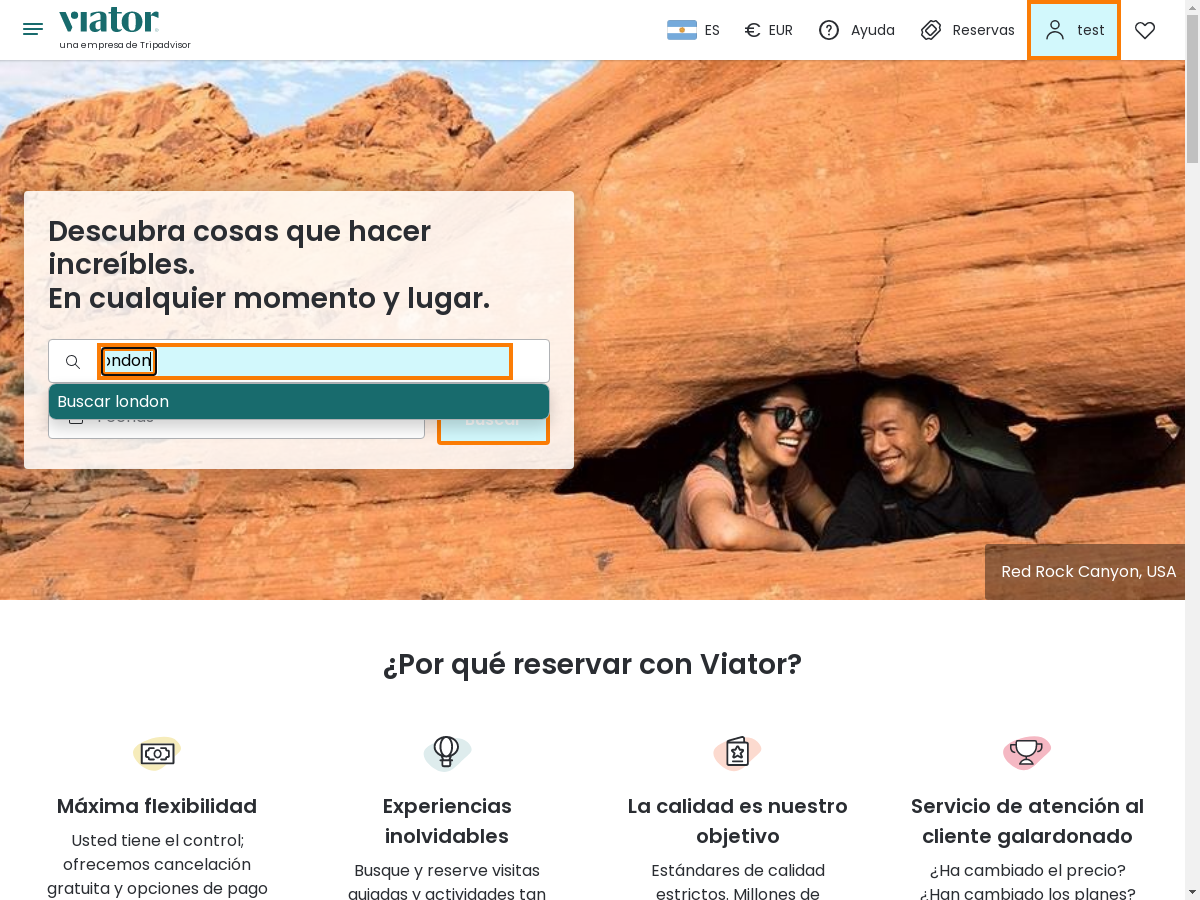 viator
una empresa de Tripadvisor
ES
EUR
Ayuda
Reservas
test
Descubra cosas que hacer
increíbles.
En cualquier momento y lugar.
ondon
Buscar london
Buscar
Red Rock Canyon, USA
¿Por qué reservar con Viator?
Máxima flexibilidad
Usted tiene el control;
ofrecemos cancelación
gratuita y opciones de pago
Experiencias
inolvidables
Busque y reserve visitas
guiadas y actividades tan
La calidad es nuestro
objetivo
Estándares de calidad
estrictos. Millones de
Servicio de atención al
cliente galardonado
¿Ha cambiado el precio?
¿Han cambiado los planes?